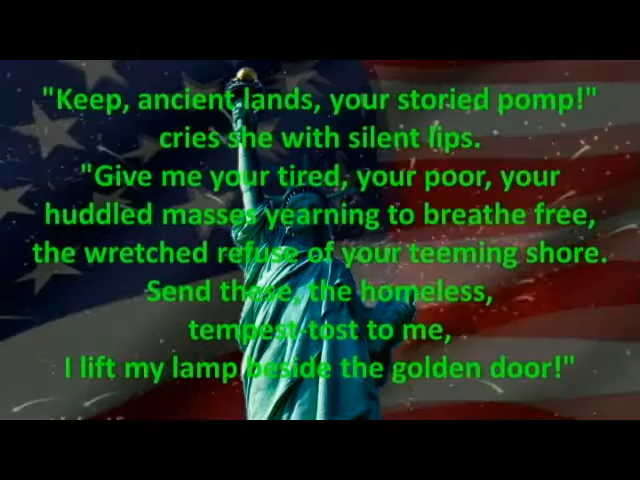 "Keep, ancient lands, your storied pomp!"
cries she with silent lips.
"Give me your tired, your poor, your
huddled masses yearning to breathe free,
the wretched refuse of your teeming shore.
Send these, the homeless,
tempest-tost to me,
I lift my lamp beside the golden door!"